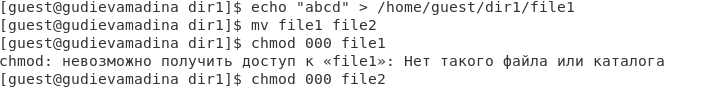 [guest@gudievamadina dir1]$ echo "abcd" > /home/guest/dir1/file1
[guest@gudievamadina dir1]$ mv file1 file2
[guest@gudievamadina dir1]$ chmod 000 file1
chmod: невозможно получить доступ к «file1»: Нет такого файла или каталога
[guest@gudievamadina dir1]$ chmod 000 file2